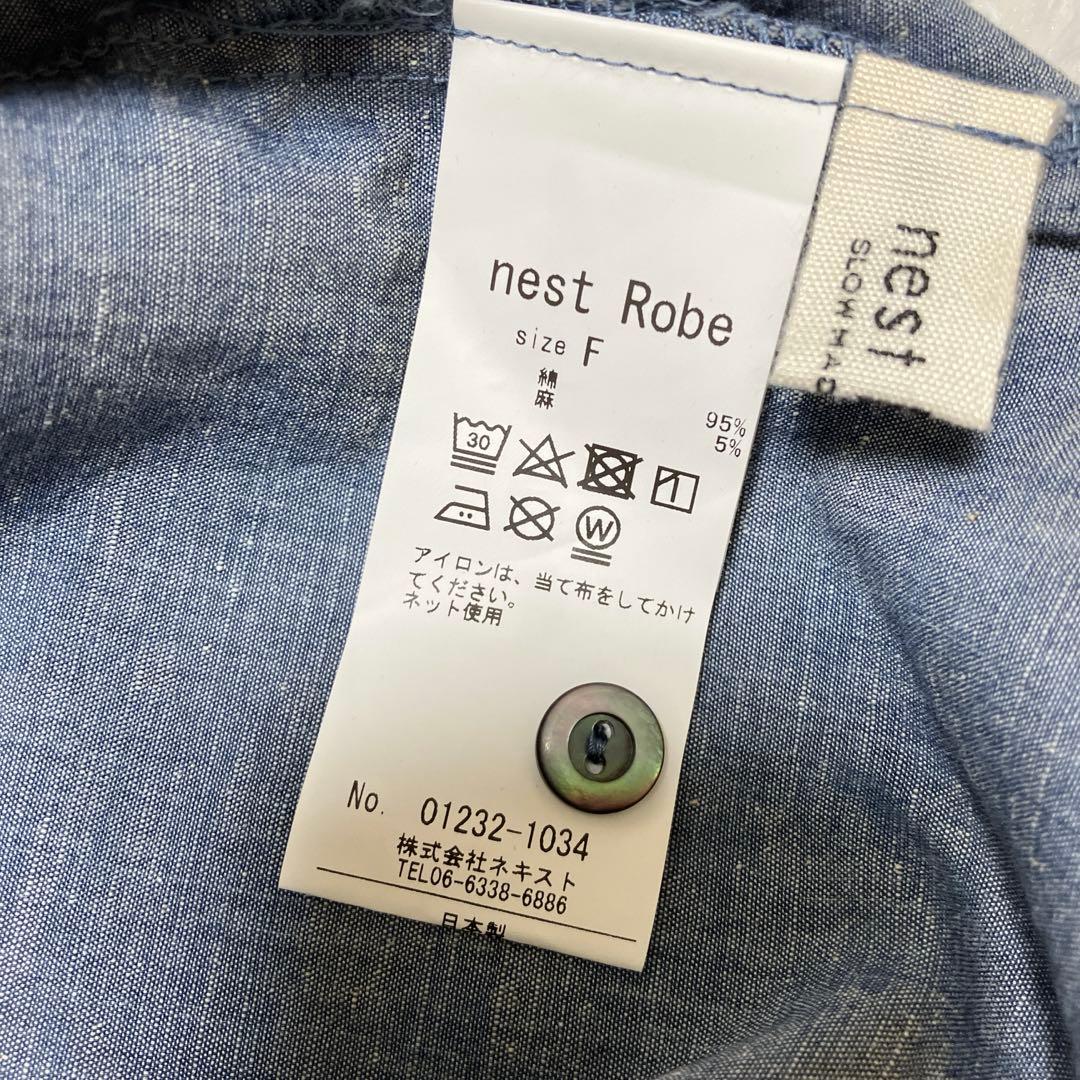 nest Robe
size F
綿 95%
麻 5%
30
W
アイロンは、当て布をしてかけ
てください。
ネット使用
No. 01232-1034
株式会社ネキスト
TEL06-6338-6886
日本製
nest
SLOWMAD